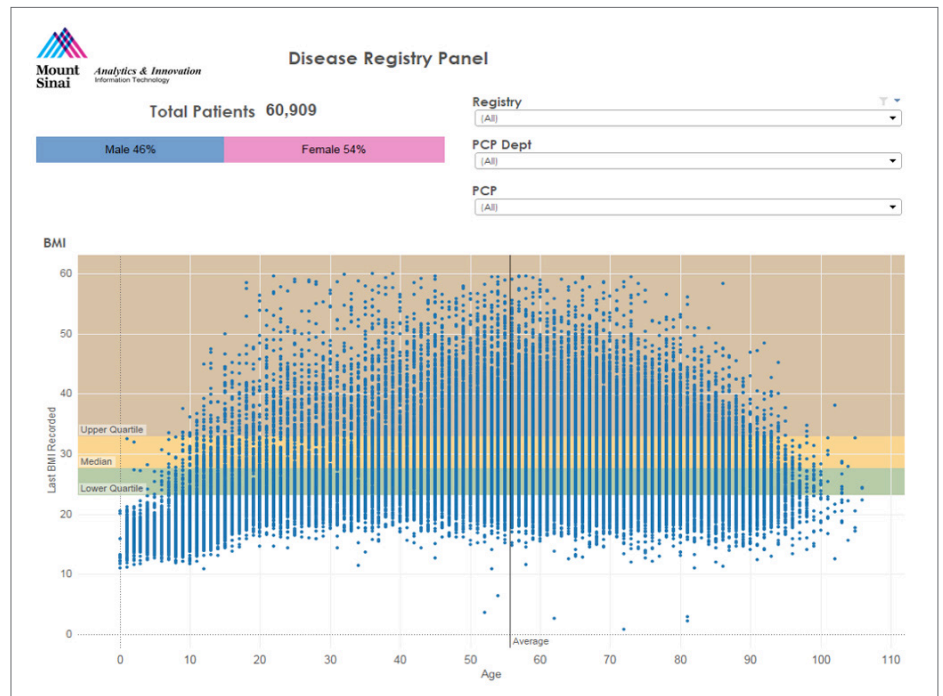 Mount
Sinai
Analytics & Innovation
Information Technology
Disease Registry Panel
Total Patients 60,909
Male 46%
Female 54%
Registry
(All)
PCP Dept
(All)
PCP
(All)
BMI
60
50
40
30
20
10
0
Last BMI Recorded
Upper Quartile
Median
Lower Quartile
Average
0 10 20 30 40 50 60 70 80 90 100 110
Age